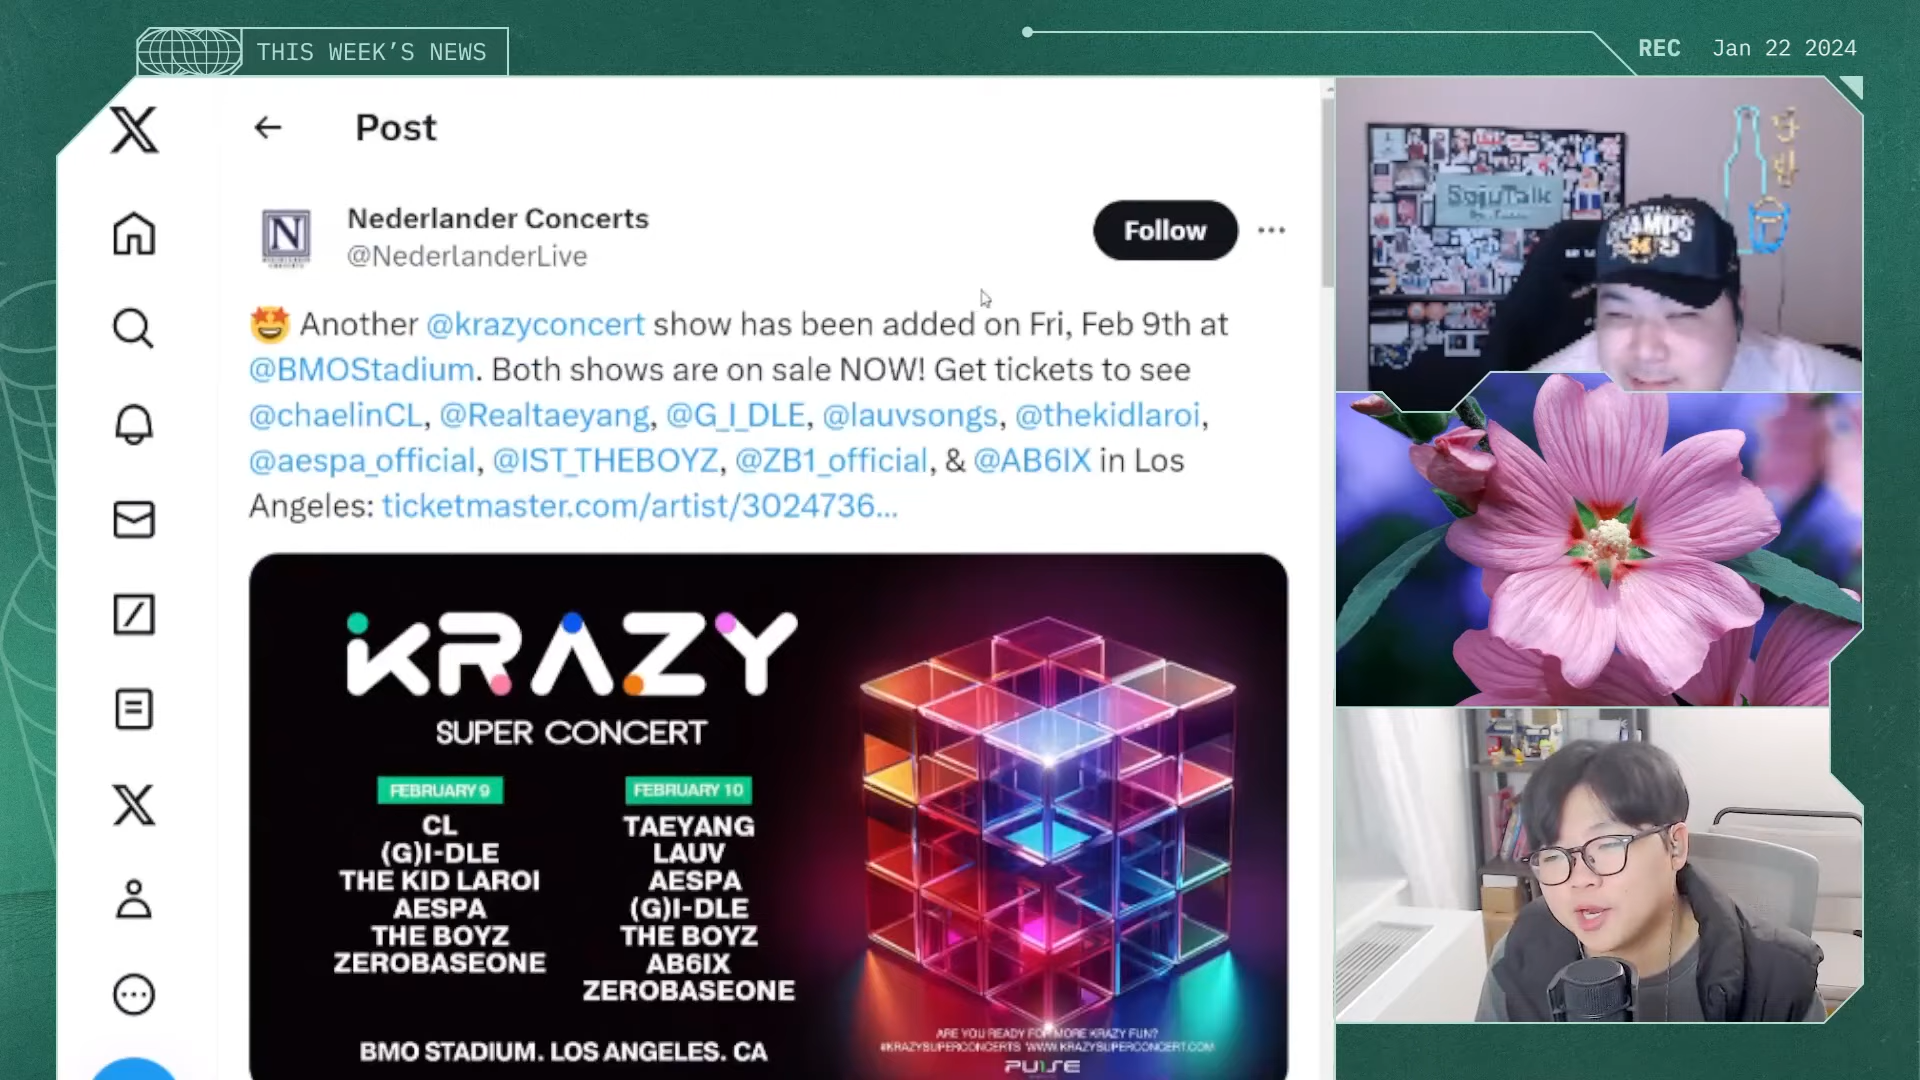 THIS WEEK'S NEWS
REC Jan 22 2024
Post
Nederlander Concerts
@NederlanderLive
Follow
🤩 Another @krazyconcert show has been added on Fri, Feb 9th at
@BMOStadium. Both shows are on sale NOW! Get tickets to see
@chaelinCL, @Realtaeyang, @G_I_DLE, @lauvsongs, @thekidlaroi,
@aespa_official, @IST_THEBOYZ, @ZB1_official, & @AB6IX in Los
Angeles: ticketmaster.com/artist/3024736...
KRAZY
SUPER CONCERT
FEBRUARY 9
CL
(G)I-DLE
THE KID LAROI
AESPA
THE BOYZ
ZEROBASEONE
FEBRUARY 10
TAEYANG
LAUV
AESPA
(G)I-DLE
THE BOYZ
AB6IX
ZEROBASEONE
BMO STADIUM. LOS ANGELES. CA
ARE YOU READY FOR MORE KRAZY FUN?
#KRAZYSUPERCONCERTS WWW.KRAZYSUPERCONCERT.COM
PULSE
SojuTalk
CHAMPS
M